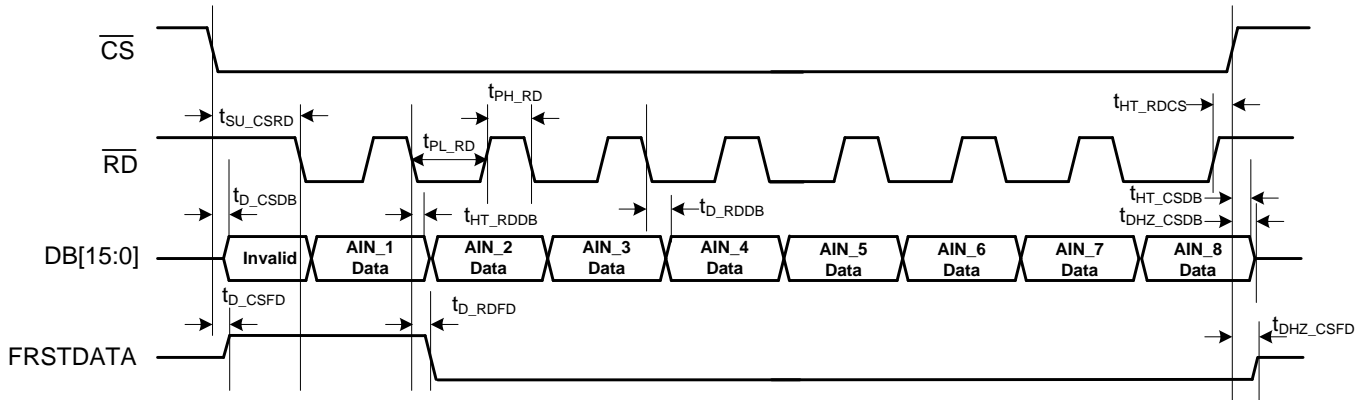 CS
tPH_RD
tSU_CSRD
tHT_RDCS
tPL_RD
RD
tD_CSDB
tHT_RDDB
tD_RDDB
tHT_CSDB
tDHZ_CSDB
DB[15:0]
Invalid
AIN_1
Data
AIN_2
Data
AIN_3
Data
AIN_4
Data
AIN_5
Data
AIN_6
Data
AIN_7
Data
AIN_8
Data
tD_CSFD
tD_RDFD
tDHZ_CSFD
FRSTDATA